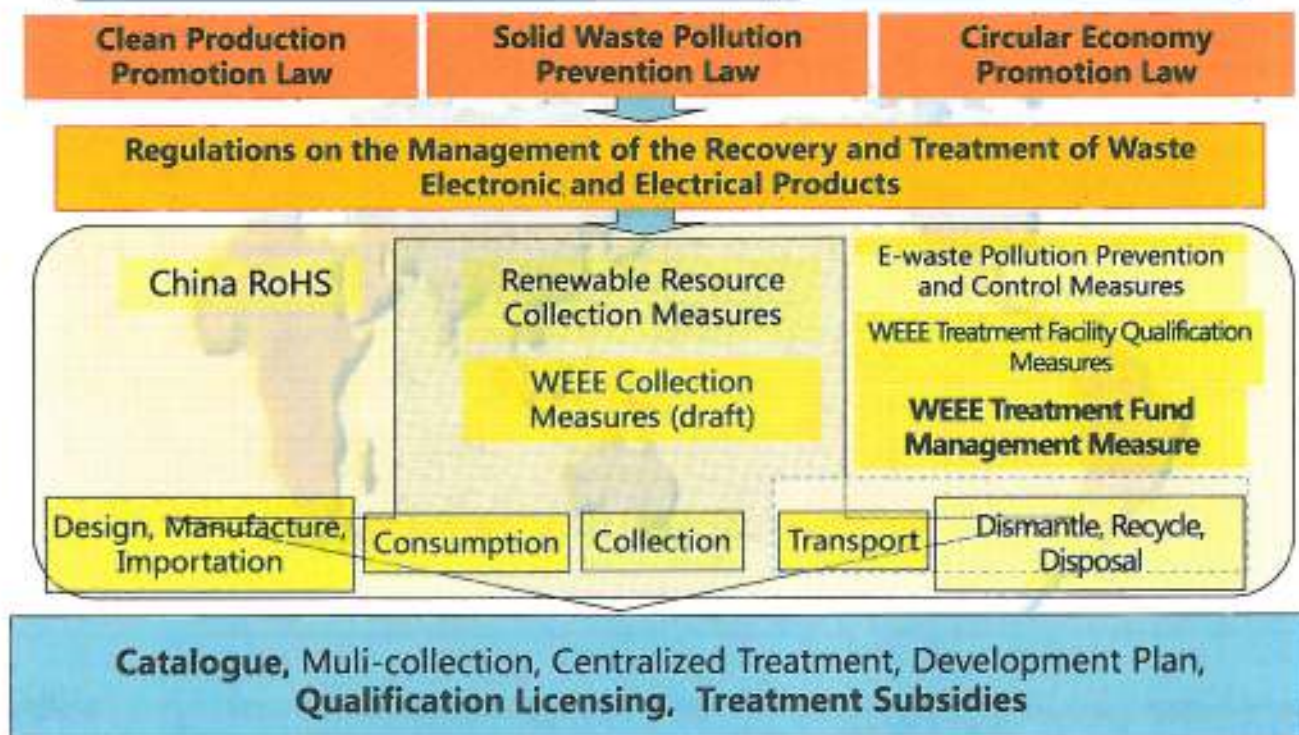 Clean Production
Promotion Law
Solid Waste Pollution
Prevention Law
Circular Economy
Promotion Law
Regulations on the Management of the Recovery and Treatment of Waste
Electronic and Electrical Products
China RoHS
Renewable Resource
Collection Measures
WEEE Collection
Measures (draft)
E-waste Pollution Prevention
and Control Measures
WEEE Treatment Facility Qualification
Measures
WEEE Treatment Fund
Management Measure
Design, Manufacture,
Importation
Consumption
Collection
Transport
Dismantle, Recycle,
Disposal
Catalogue, Muli-collection, Centralized Treatment, Development Plan,
Qualification Licensing, Treatment Subsidies